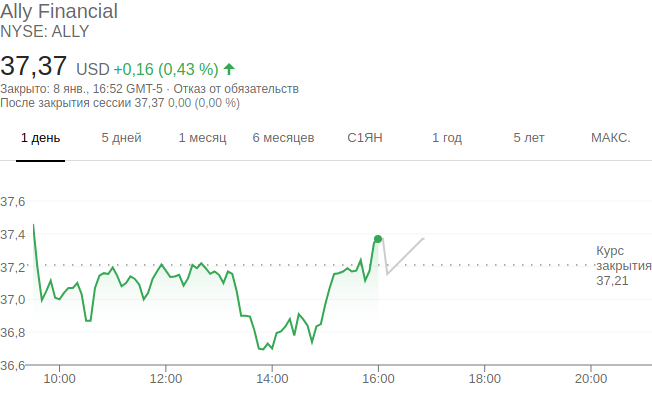 Ally Financial
NYSE: ALLY
37,37 USD +0,16 (0,43 %)
Закрыто: 8 янв., 16:52 GMT-5 · Отказ от обязательств
После закрытия сессии 37,37 0,00 (0,00 %)
1 день 5 дней 1 месяц 6 месяцев С1ЯН 1 год 5 лет МАКС.
37,6
37,4
37,2
37,0
36,8
36,6
Курс
закрытия
37,21
10:00 12:00 14:00 16:00 18:00 20:00